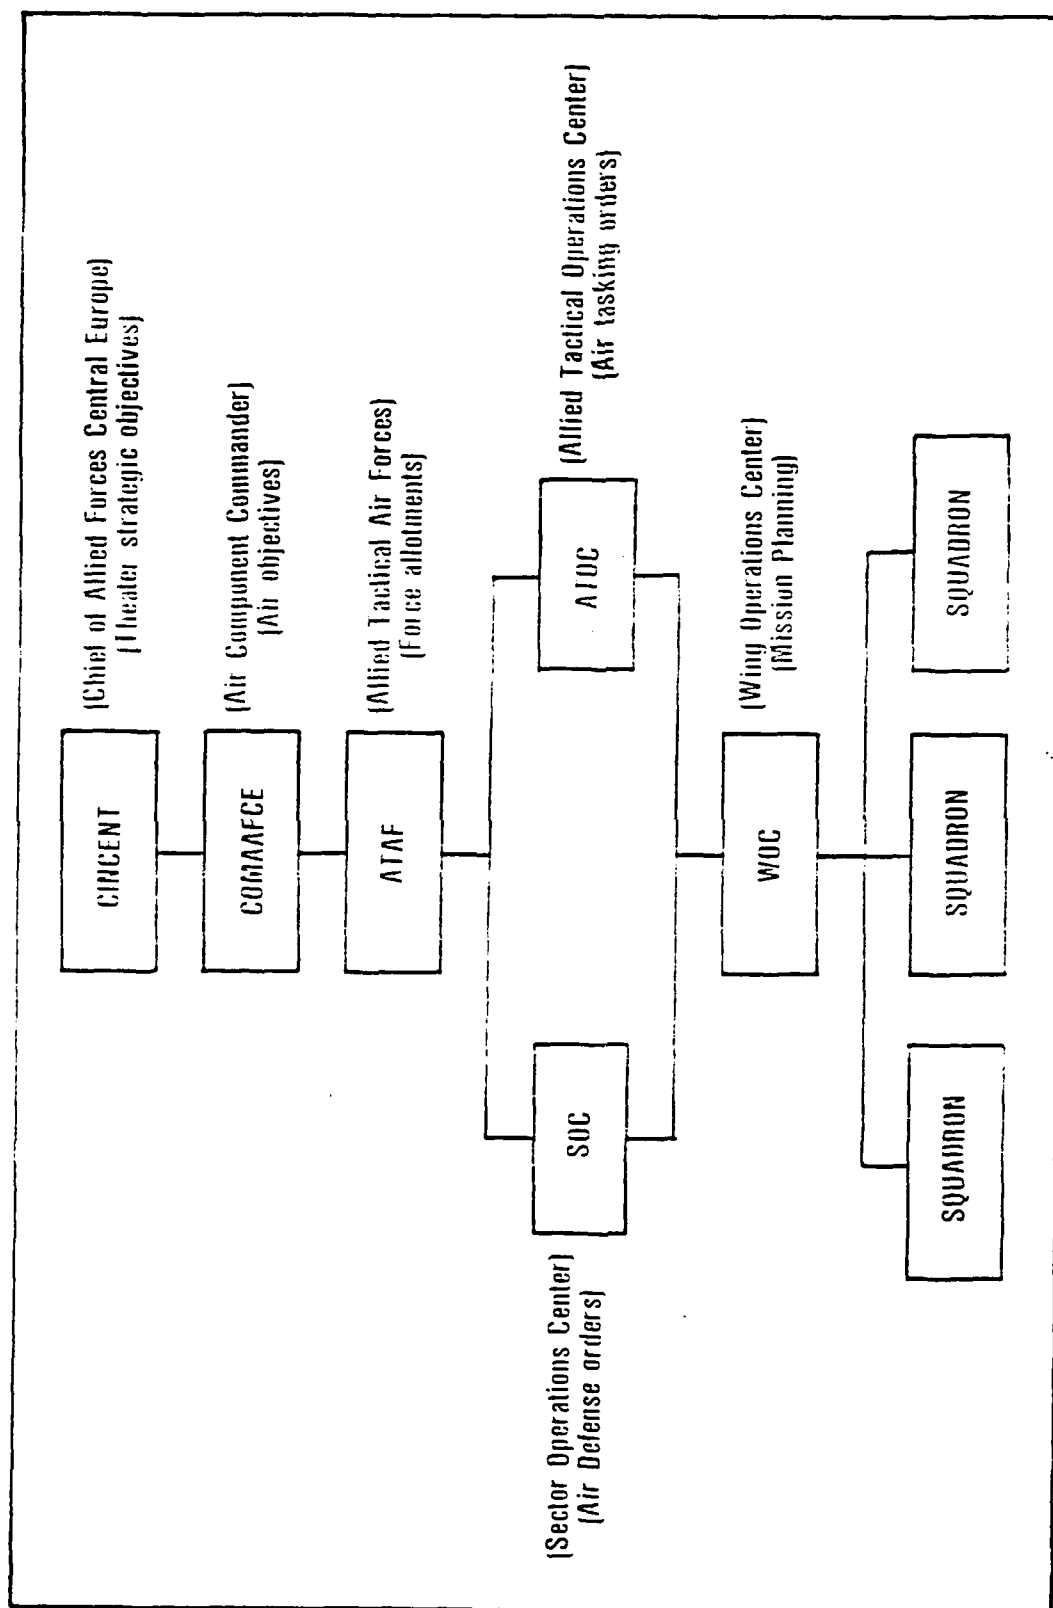 CINCENT
(Chief of Allied Forces Central Europe)
(Theater strategic objectives)
COMAAFCE
(Air Component Commander)
(Air objectives)
ATAF
(Allied Tactical Air Forces)
(Force allotments)
(Sector Operations Center)
(Air Defense orders)
SOC
ATOC
(Allied Tactical Operations Center)
(Air tasking orders)
WOC
(Wing Operations Center)
(Mission Planning)
SQUADRON
SQUADRON
SQUADRON